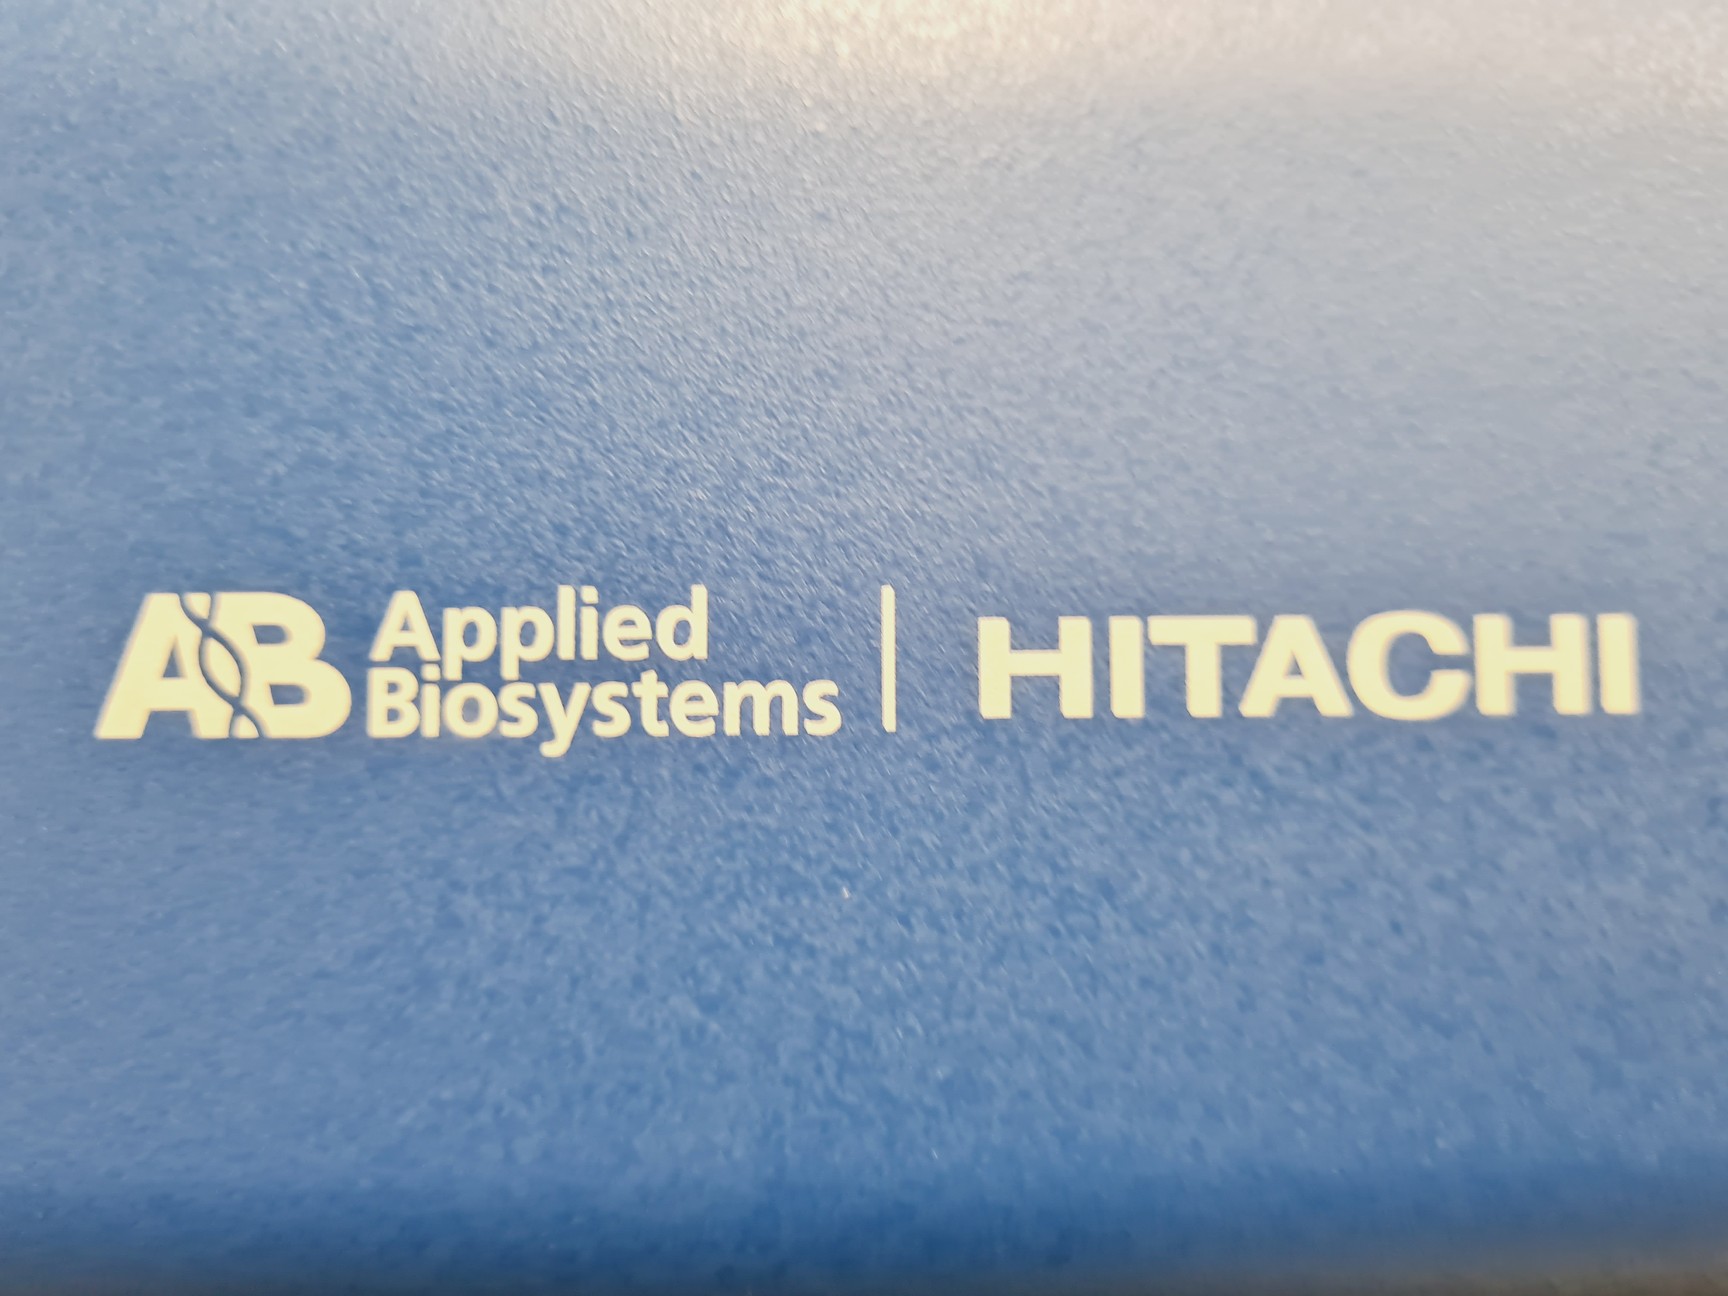 AB Applied
Biosystems | HITACHI